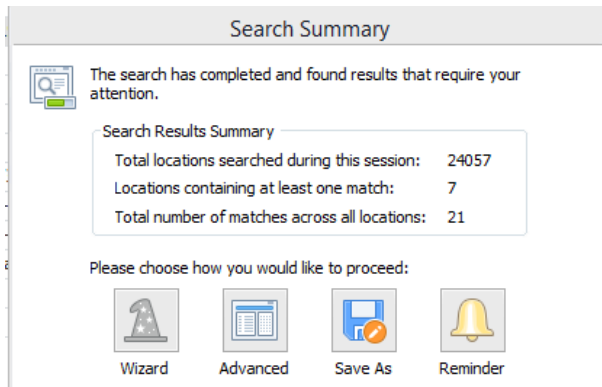 Search Summary
The search has completed and found results that require your
attention.
Search Results Summary
Total locations searched during this session: 24057
Locations containing at least one match: 7
Total number of matches across all locations: 21
Please choose how you would like to proceed:
Wizard Advanced Save As Reminder